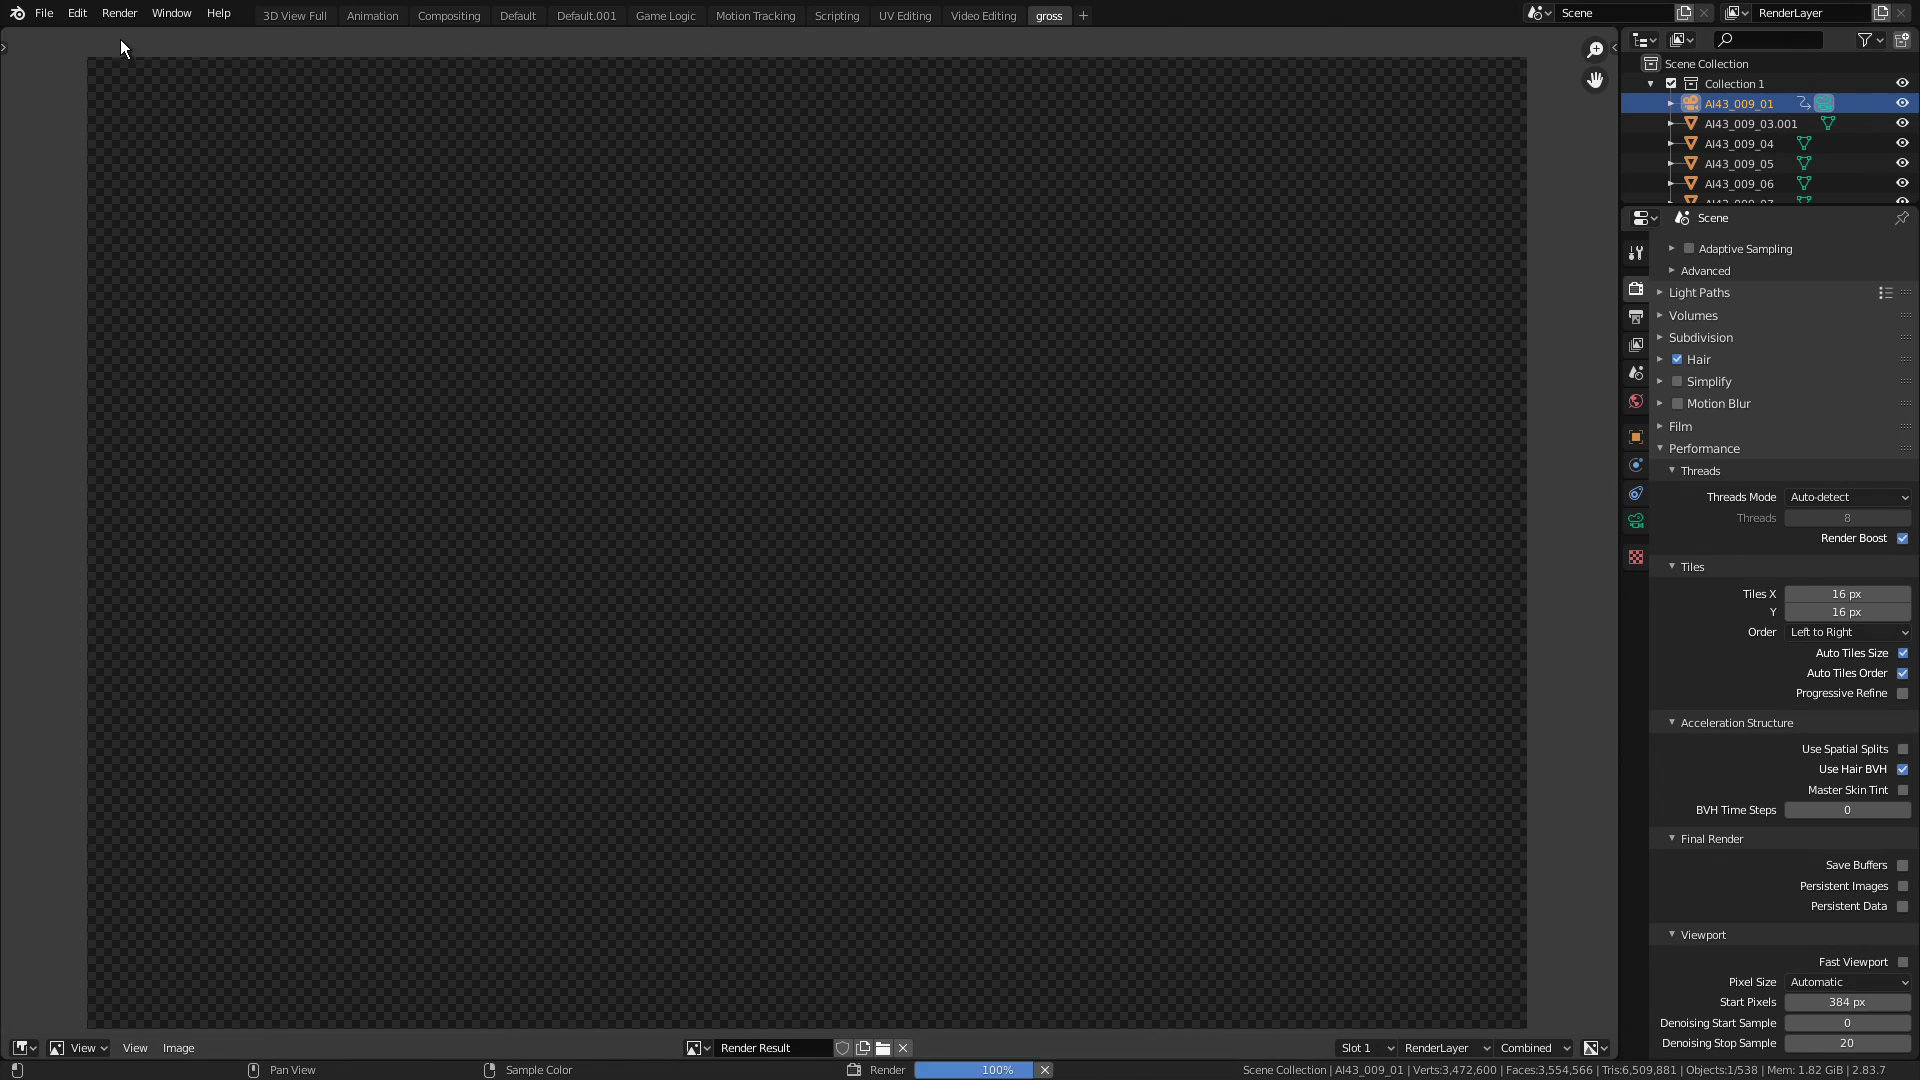 File Edit Render Window Help
3D View Full Animation Compositing Default Default.001 Game Logic Motion Tracking Scripting UV Editing Video Editing gross
Scene
RenderLayer
Scene Collection
Collection 1
AI43_009_01
AI43_009_03.001
AI43_009_04
AI43_009_05
AI43_009_06
AI43_009_07
Scene
Adaptive Sampling
Advanced
Light Paths
Volumes
Subdivision
Hair
Simplify
Motion Blur
Film
Performance
Threads
Threads Mode Auto-detect
Threads 8
Render Boost
Tiles
Tiles X 16 px
Y 16 px
Order Left to Right
Auto Tiles Size
Auto Tiles Order
Progressive Refine
Acceleration Structure
Use Spatial Splits
Use Hair BVH
Master Skin Tint
BVH Time Steps 0
Final Render
Save Buffers
Persistent Images
Persistent Data
Viewport
Fast Viewport
Pixel Size Automatic
Start Pixels 384 px
Denoising Start Sample 0
Denoising Stop Sample 20
View View Image Render Result Slot 1 RenderLayer Combined
Pan View Sample Color Render 100% Scene Collection | AI43_009_01 | Verts:3,472,600 | Faces:3,554,566 | Tris:6,509,881 | Objects:1/538 | Mem: 1.82 GiB | 2.83.7